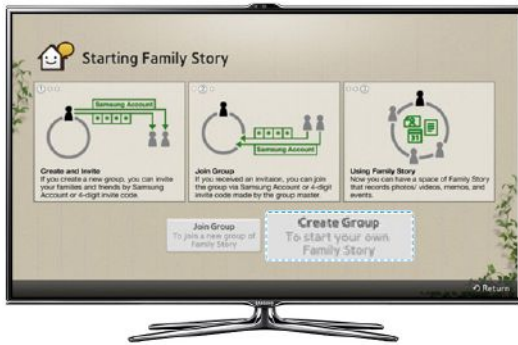 Starting Family Story
Samsung Account
Create and Invite
If you create a new group, you can invite
your families and friends by Samsung
Account or 4-digit invite code.
Samsung Account
Join Group
If you received an invitaion, you can join
the group via Samsung Account or 4-digit
invite code made by the group master
31
Using Family Story
Now you can have a space of Family Story
that records photos/ videos, memos, and
events.
Join Group
To join a new group of
Family Story
Create Group
To start your own
Family Story
Return
SAMSUNG